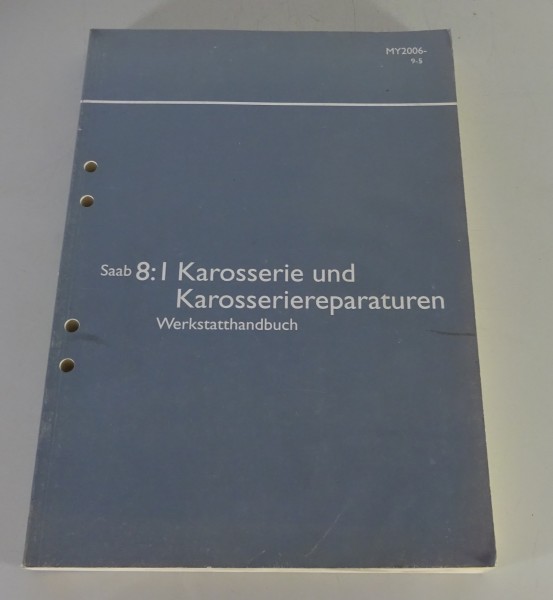 MY2006-
9-5
Saab 8:1 Karosserie und
Karosseriereparaturen
Werkstatthandbuch